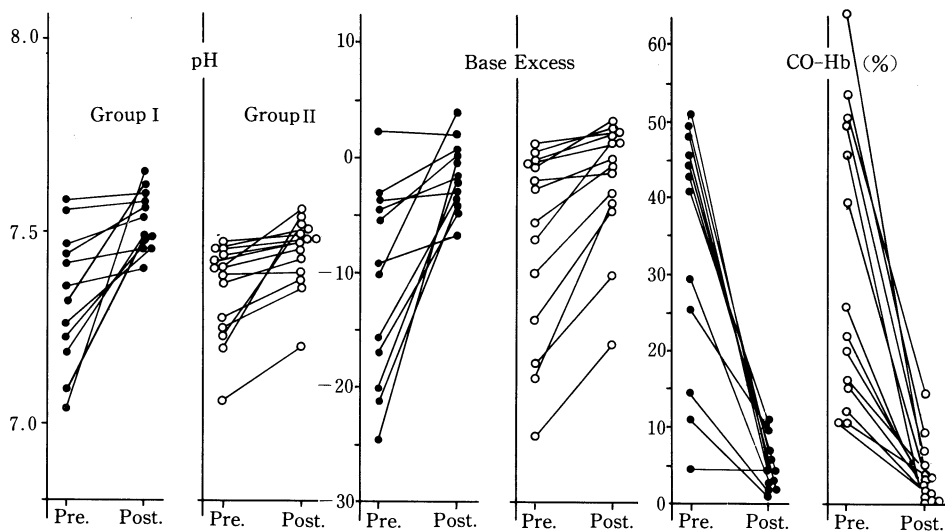 pH
Group I
Group II
8.0
7.5
7.0
Pre.
Post.
Pre.
Post.
Base Excess
10
0
−10
−20
−30
Pre.
Post.
Pre.
Post.
CO-Hb (%)
60
50
40
30
20
10
0
Pre.
Post.
Pre.
Post.